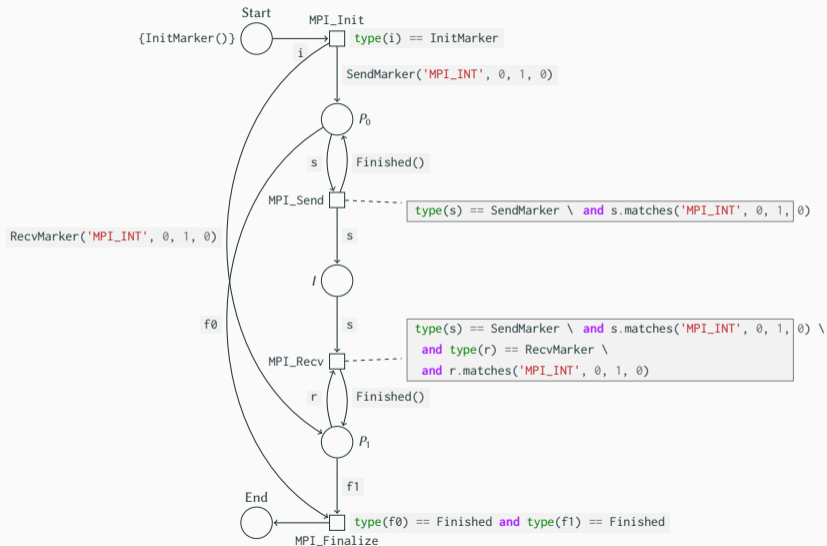 Start
MPI_Init
{InitMarker()}
i
type(i) == InitMarker
SendMarker('MPI_INT', 0, 1, 0)
P0
s
Finished()
MPI_Send
type(s) == SendMarker \ and s.matches('MPI_INT', 0, 1, 0)
RecvMarker('MPI_INT', 0, 1, 0)
s
I
f0
s
type(s) == SendMarker \ and s.matches('MPI_INT', 0, 1, 0) \
and type(r) == RecvMarker \
and r.matches('MPI_INT', 0, 1, 0)
MPI_Recv
r
Finished()
P1
f1
End
type(f0) == Finished and type(f1) == Finished
MPI_Finalize